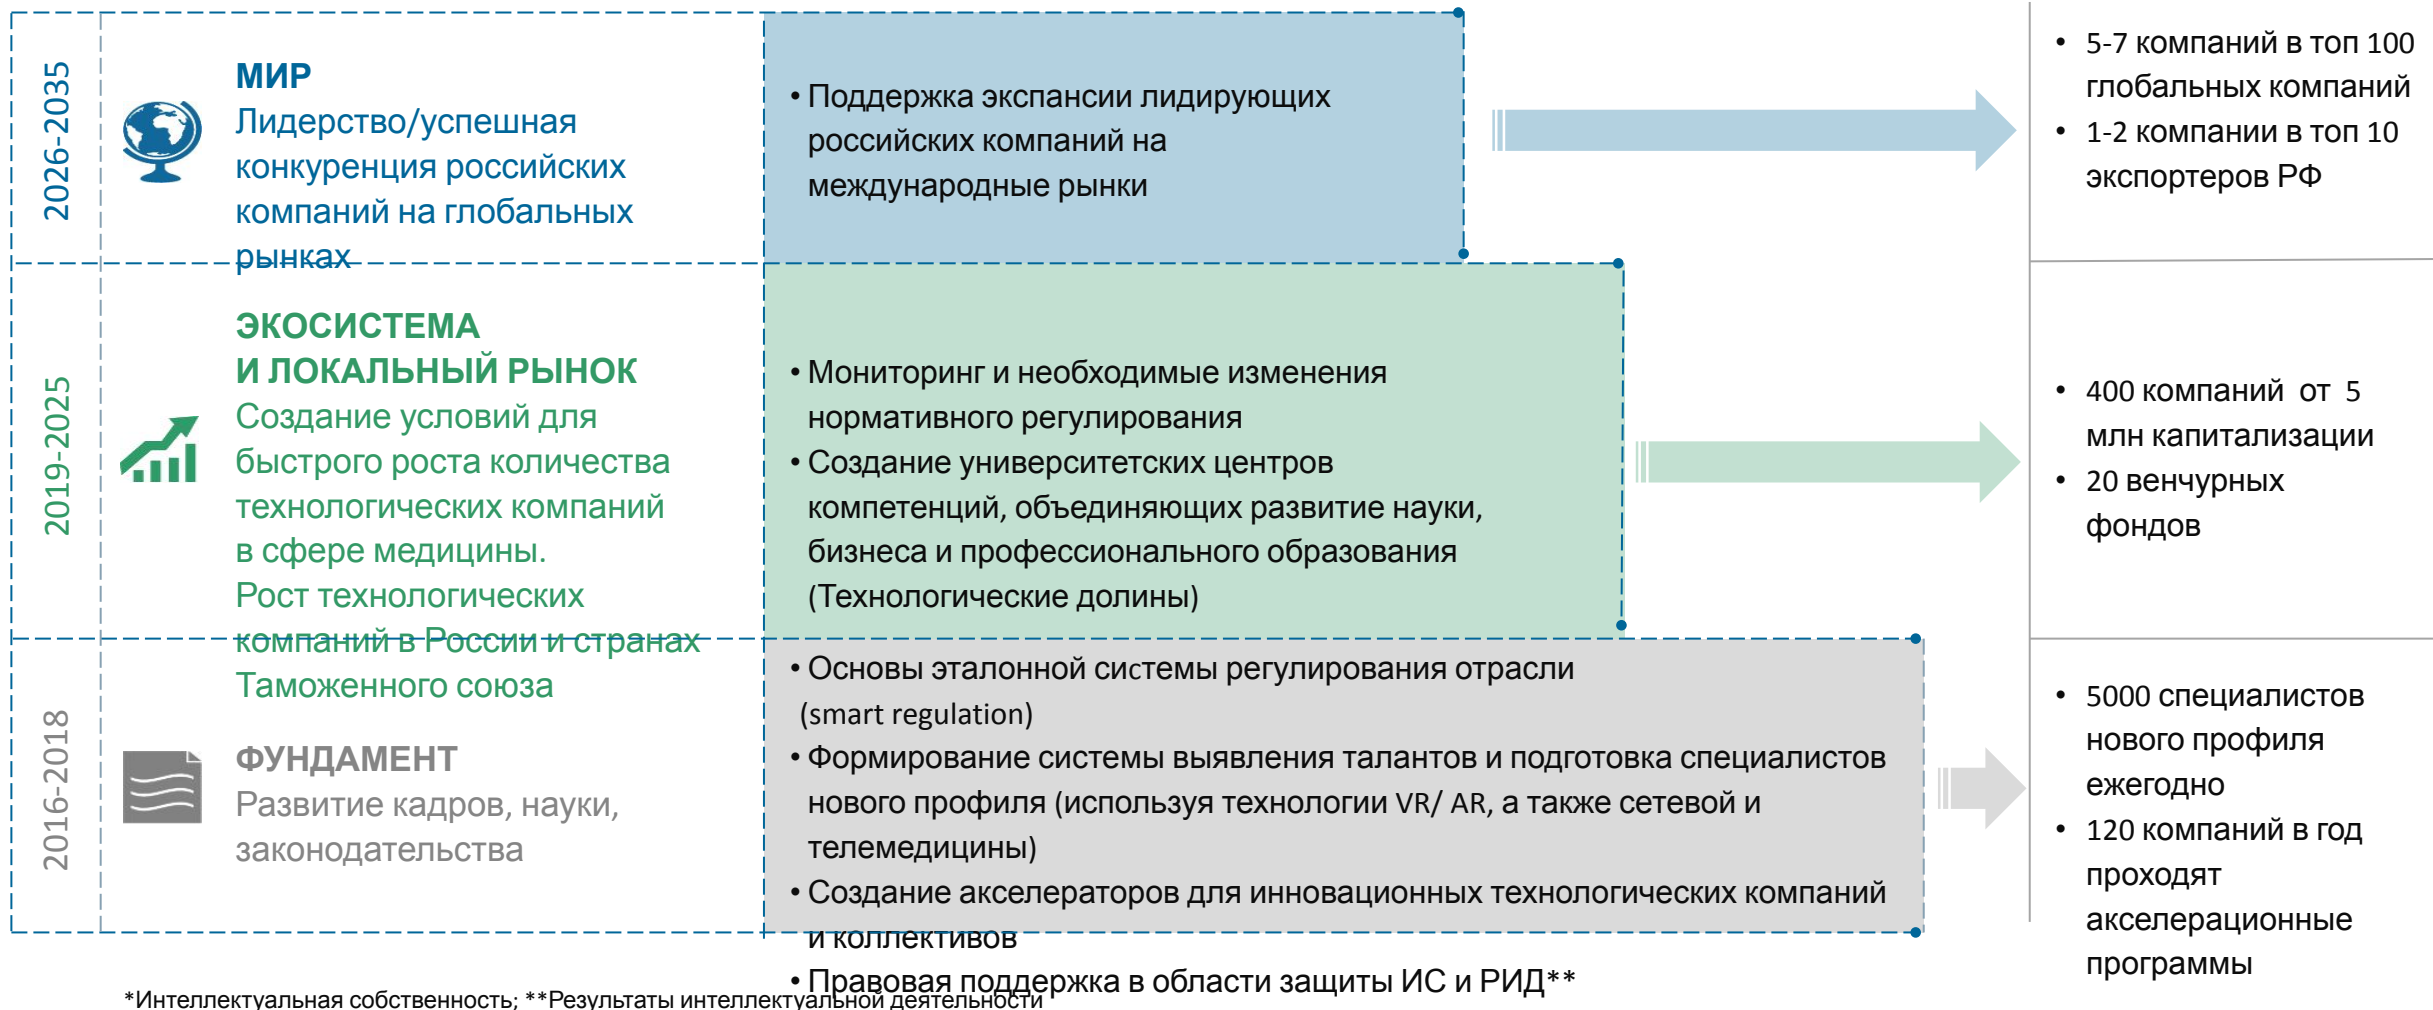 2026-2035
МИР
Лидерство/успешная
конкуренция российских
компаний на глобальных
рынках
• Поддержка экспансии лидирующих
российских компаний на
международные рынки
• 5-7 компаний в топ 100
глобальных компаний
• 1-2 компании в топ 10
экспортеров РФ
2019-2025
ЭКОСИСТЕМА
И ЛОКАЛЬНЫЙ РЫНОК
Создание условий для
быстрого роста количества
технологических компаний
в сфере медицины.
Рост технологических
компаний в России и странах
Таможенного союза
• Мониторинг и необходимые изменения
нормативного регулирования
• Создание университетских центров
компетенций, объединяющих развитие науки,
бизнеса и профессионального образования
(Технологические долины)
• 400 компаний от 5
млн капитализации
• 20 венчурных
фондов
2016-2018
ФУНДАМЕНТ
Развитие кадров, науки,
законодательства
• Основы эталонной системы регулирования отрасли
(smart regulation)
• Формирование системы выявления талантов и подготовка специалистов
нового профиля (используя технологии VR/ AR, а также сетевой и
телемедицины)
• Создание акселераторов для инновационных технологических компаний
и коллективов
• Правовая поддержка в области защиты ИС и РИД**
• 5000 специалистов
нового профиля
ежегодно
• 120 компаний в год
проходят
акселерационные
программы
*Интеллектуальная собственность; **Результаты интеллектуальной деятельности